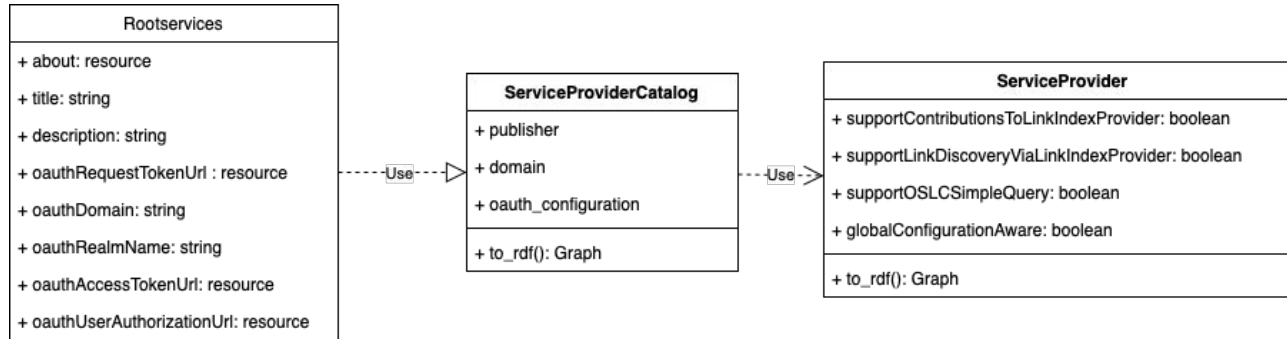 Rootservices
+ about: resource
+ title: string
+ description: string
+ oauthRequestTokenUrl : resource
+ oauthDomain: string
+ oauthRealmName: string
+ oauthAccessTokenUrl: resource
+ oauthUserAuthorizationUrl: resource
Use
ServiceProviderCatalog
+ publisher
+ domain
+ oauth_configuration
+ to_rdf(): Graph
Use
ServiceProvider
+ supportContributionsToLinkIndexProvider: boolean
+ supportLinkDiscoveryViaLinkIndexProvider: boolean
+ supportOSLCSimpleQuery: boolean
+ globalConfigurationAware: boolean
+ to_rdf(): Graph